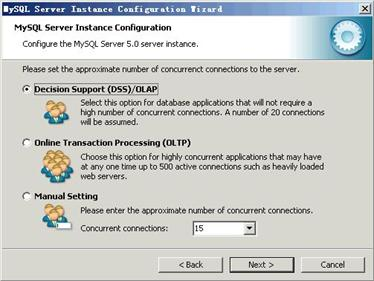 MySQL Server Instance Configuration Wizard
MySQL Server Instance Configuration
Configure the MySQL Server 5.0 server instance.
Please set the approximate number of concurrenct connections to the server.
Decision Support (DSS)/OLAP
Select this option for database applications that will not require a
high number of concurrent connections. A number of 20 connections
will be assumed.
Online Transaction Processing (OLTP)
Choose this option for highly concurrent applications that may have
at any one time up to 500 active connections such as heavily loaded
web servers.
Manual Setting
Please enter the approximate number of concurrent connections.
Concurrent connections: 15
< Back Next > Cancel